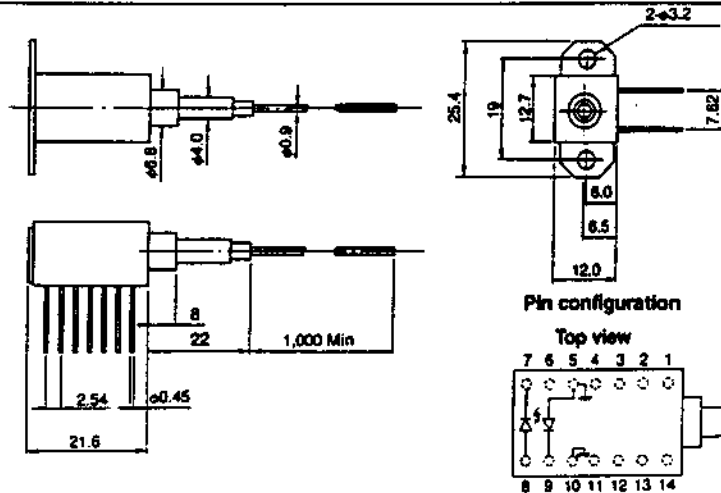 2-φ3.2
25.4
19
12.7
7.62
φ6.8
φ4.0
φ0.9
6.0
6.5
12.0
8
22
1,000 Min
2.54
φ0.45
21.6
Pin configuration
Top view
7 6 5 4 3 2 1
8 9 10 11 12 13 14